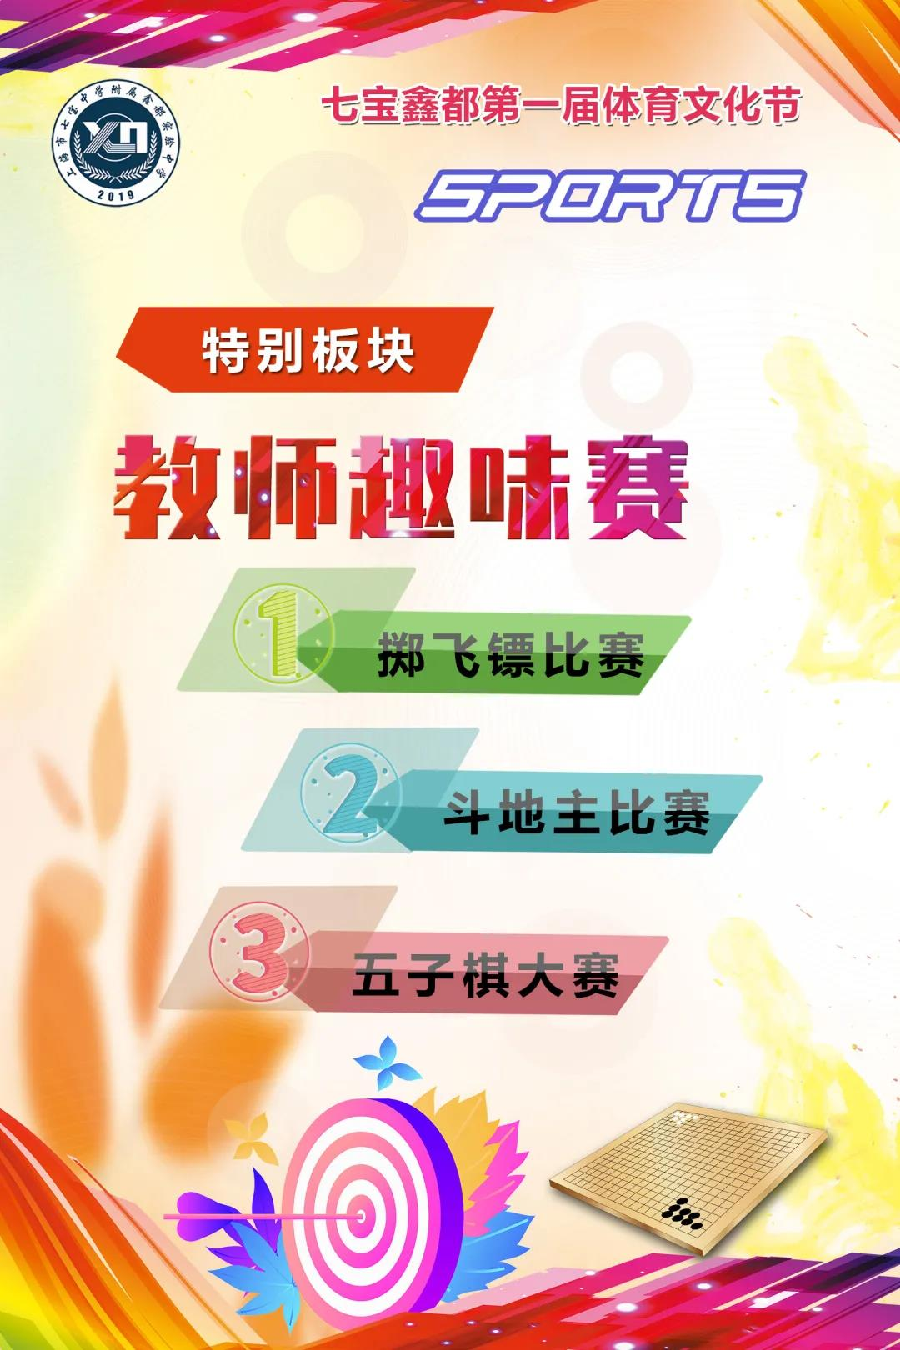 上海市七宝中学附属鑫都实验中学
2019
七宝鑫都第一届体育文化节
SPORTS
特别板块
教师趣味赛
1 掷飞镖比赛
2 斗地主比赛
3 五子棋大赛